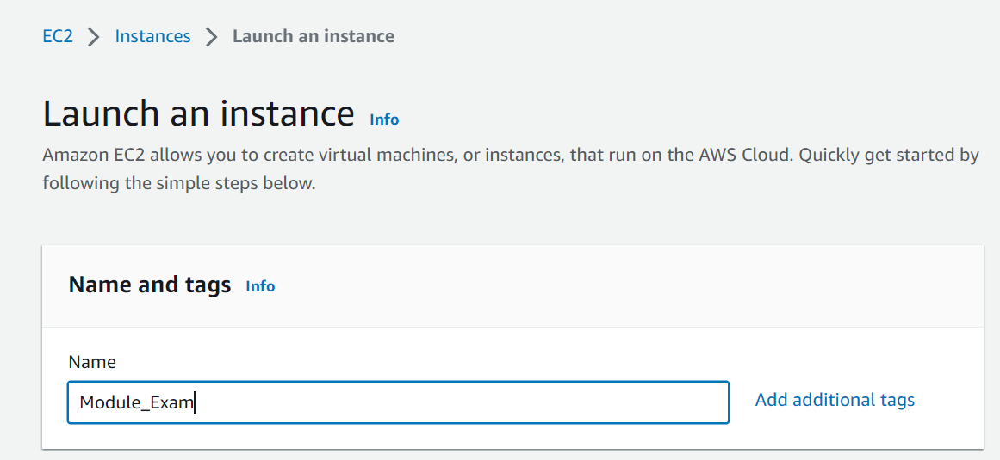 EC2 > Instances > Launch an instance
Launch an instance Info
Amazon EC2 allows you to create virtual machines, or instances, that run on the AWS Cloud. Quickly get started by
following the simple steps below.
Name and tags Info
Name
Module_Exam
Add additional tags